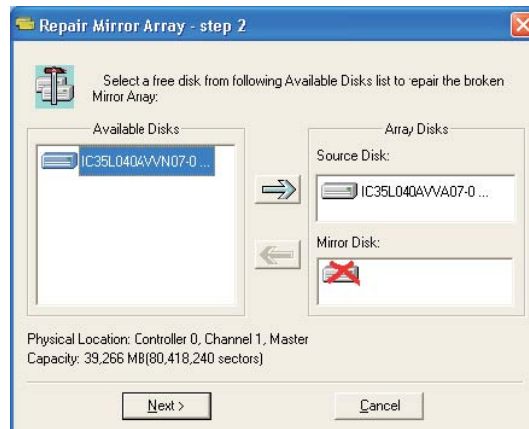 Repair Mirror Array - step 2
Select a free disk from following Available Disks list to repair the broken
Mirror Array:
Available Disks
IC35L040AVVN07-0 ...
Array Disks
Source Disk:
IC35L040AVVA07-0 ...
Mirror Disk:
Physical Location: Controller 0, Channel 1, Master
Capacity: 39,266 MB(80,418,240 sectors)
Next >
Cancel